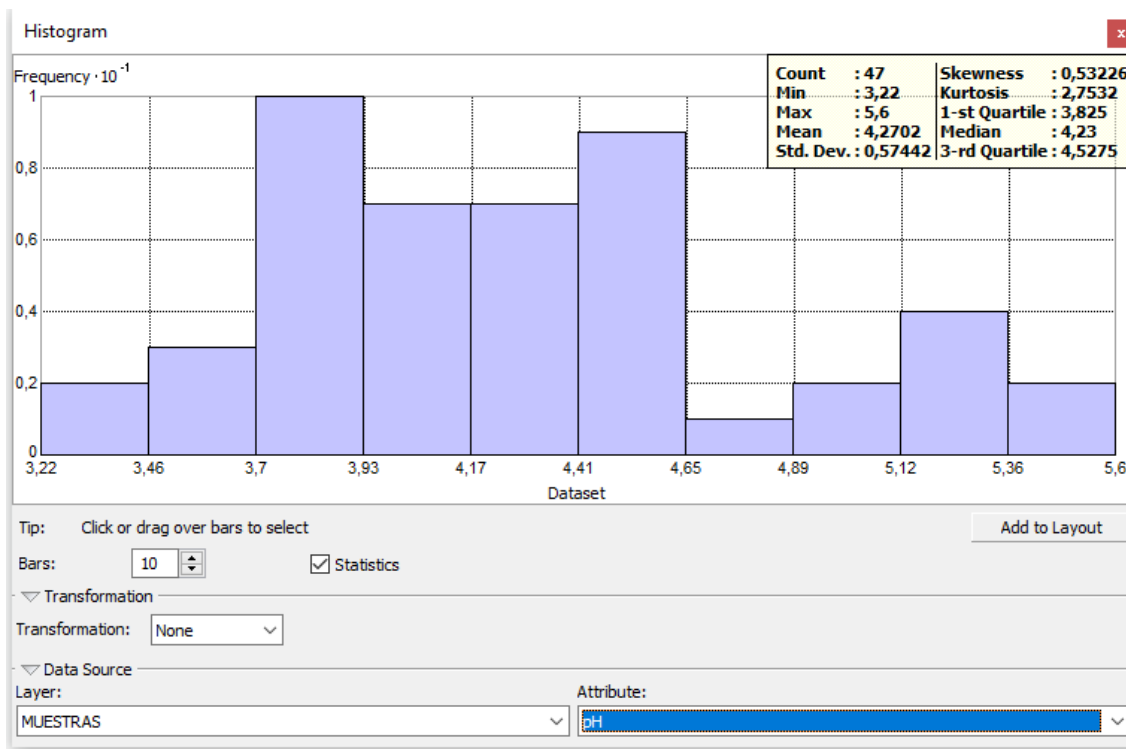 Histogram
x
Frequency · 10⁻¹
Count : 47 Skewness : 0,53226
Min : 3,22 Kurtosis : 2,7532
Max : 5,6 1-st Quartile : 3,825
Mean : 4,2702 Median : 4,23
Std. Dev. : 0,57442 3-rd Quartile : 4,5275
1
0,8
0,6
0,4
0,2
0
3,22 3,46 3,7 3,93 4,17 4,41 4,65 4,89 5,12 5,36 5,6
Dataset
Tip: Click or drag over bars to select
Add to Layout
Bars: 10 Statistics
Transformation
Transformation: None
Data Source
Layer: Attribute:
MUESTRAS pH